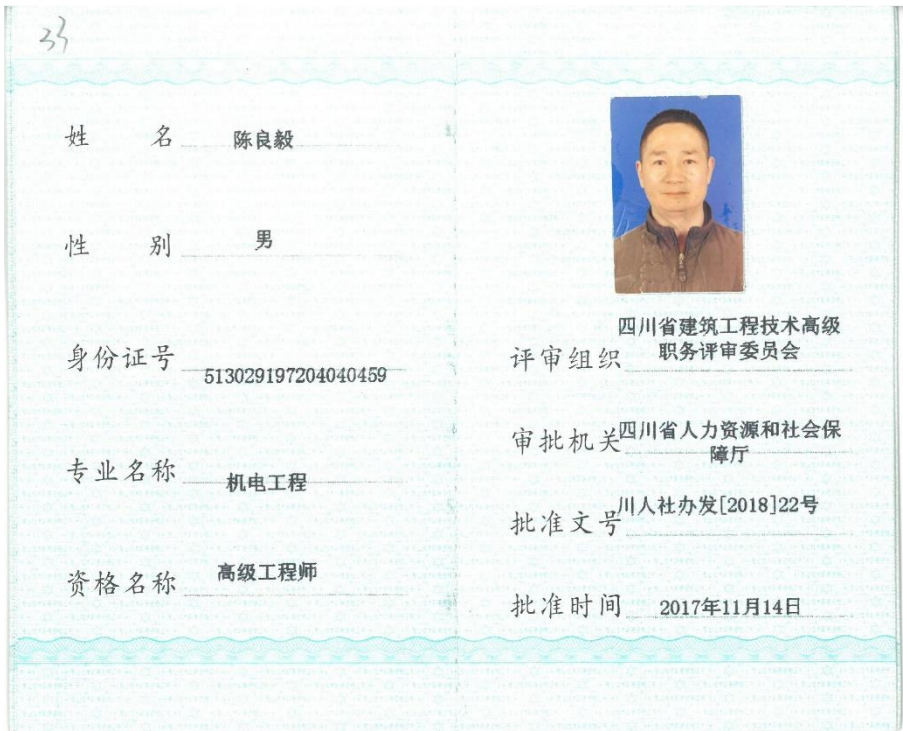 33
姓名 陈良毅
性别 男
身份证号 513029197204040459
专业名称 机电工程
资格名称 高级工程师
评审组织 四川省建筑工程技术高级
职务评审委员会
审批机关 四川省人力资源和社会保
障厅
批准文号 川人社办发[2018]22号
批准时间 2017年11月14日